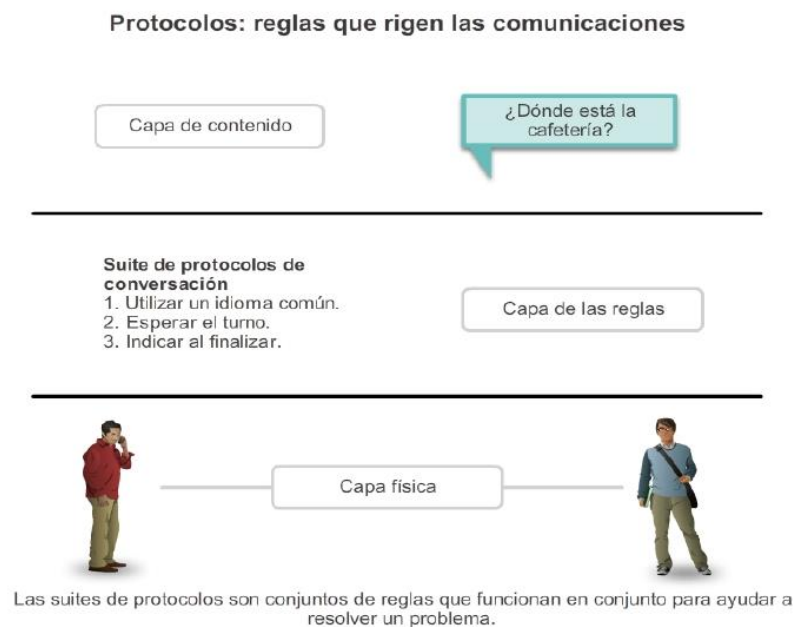 Protocolos: reglas que rigen las comunicaciones
Capa de contenido
¿Dónde está la
cafetería?
Suite de protocolos de
conversación
1. Utilizar un idioma común.
2. Esperar el turno.
3. Indicar al finalizar.
Capa de las reglas
Capa física
Las suites de protocolos son conjuntos de reglas que funcionan en conjunto para ayudar a
resolver un problema.